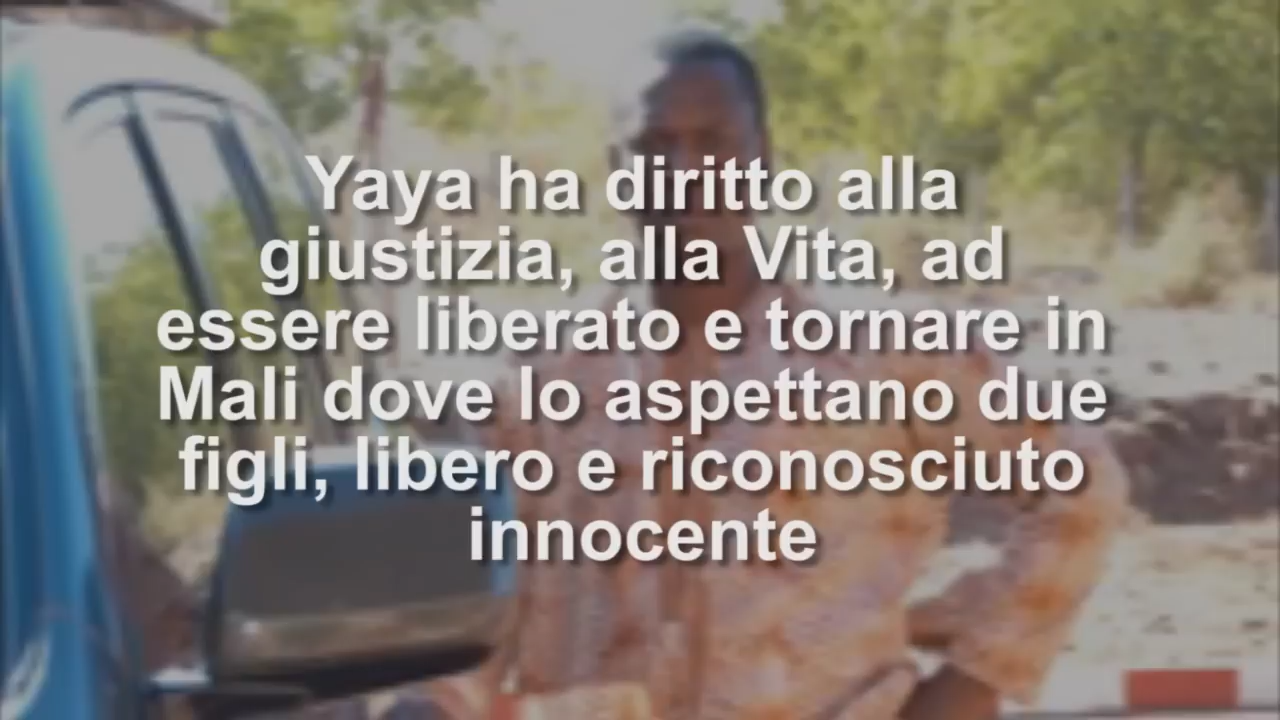 Yaya ha diritto alla
giustizia, alla Vita, ad
essere liberato e tornare in
Mali dove lo aspettano due
figli, libero e riconosciuto
innocente